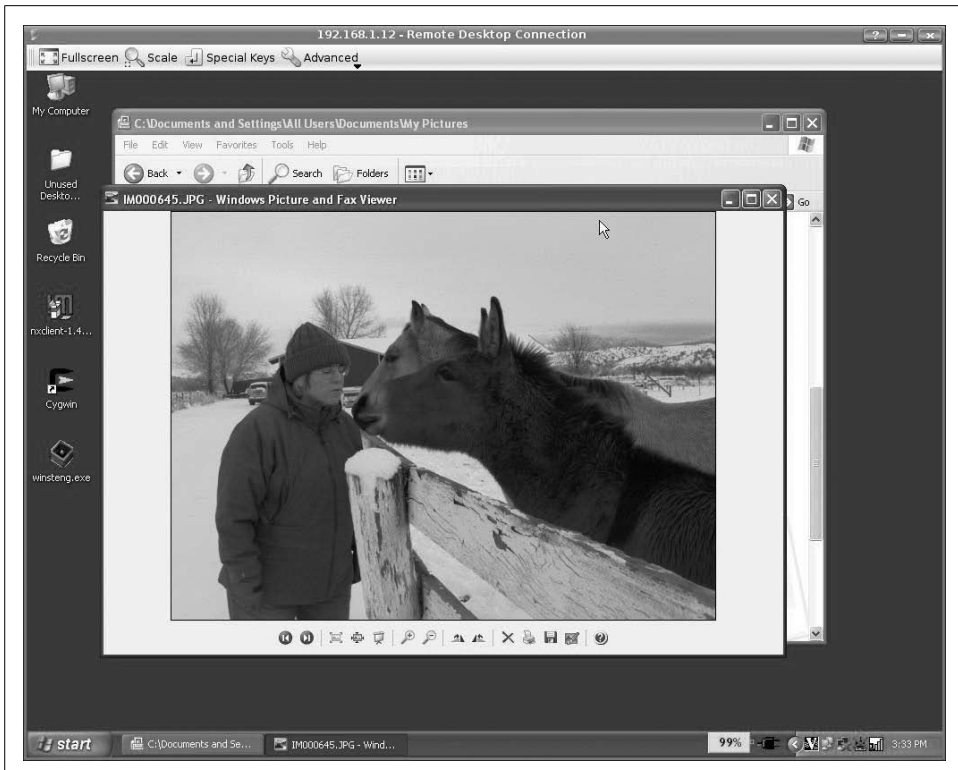 192.168.1.12 - Remote Desktop Connection
Fullscreen Scale Special Keys Advanced
My Computer
C:\Documents and Settings\All Users\Documents\My Pictures
File Edit View Favorites Tools Help
Back Search Folders
Unused
Deskto...
IM000645.JPG - Windows Picture and Fax Viewer
Go
Recycle Bin
nxclient-1.4...
Cygwin
winsteng.exe
start C:\Documents and Se... IM000645.JPG - Wind... 99% 3:33 PM